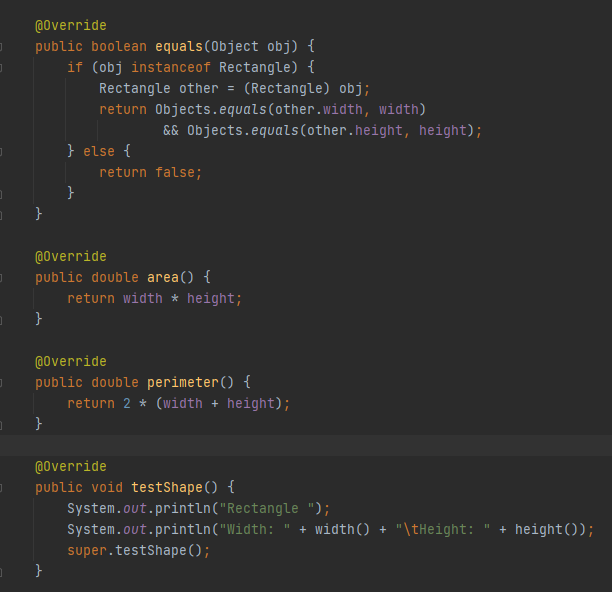 @Override
public boolean equals(Object obj) {
    if (obj instanceof Rectangle) {
        Rectangle other = (Rectangle) obj;
        return Objects.equals(other.width, width)
                && Objects.equals(other.height, height);
    } else {
        return false;
    }
}
@Override
public double area() {
    return width * height;
}
@Override
public double perimeter() {
    return 2 * (width + height);
}
@Override
public void testShape() {
    System.out.println("Rectangle ");
    System.out.println("Width: " + width() + "\tHeight: " + height());
    super.testShape();
}